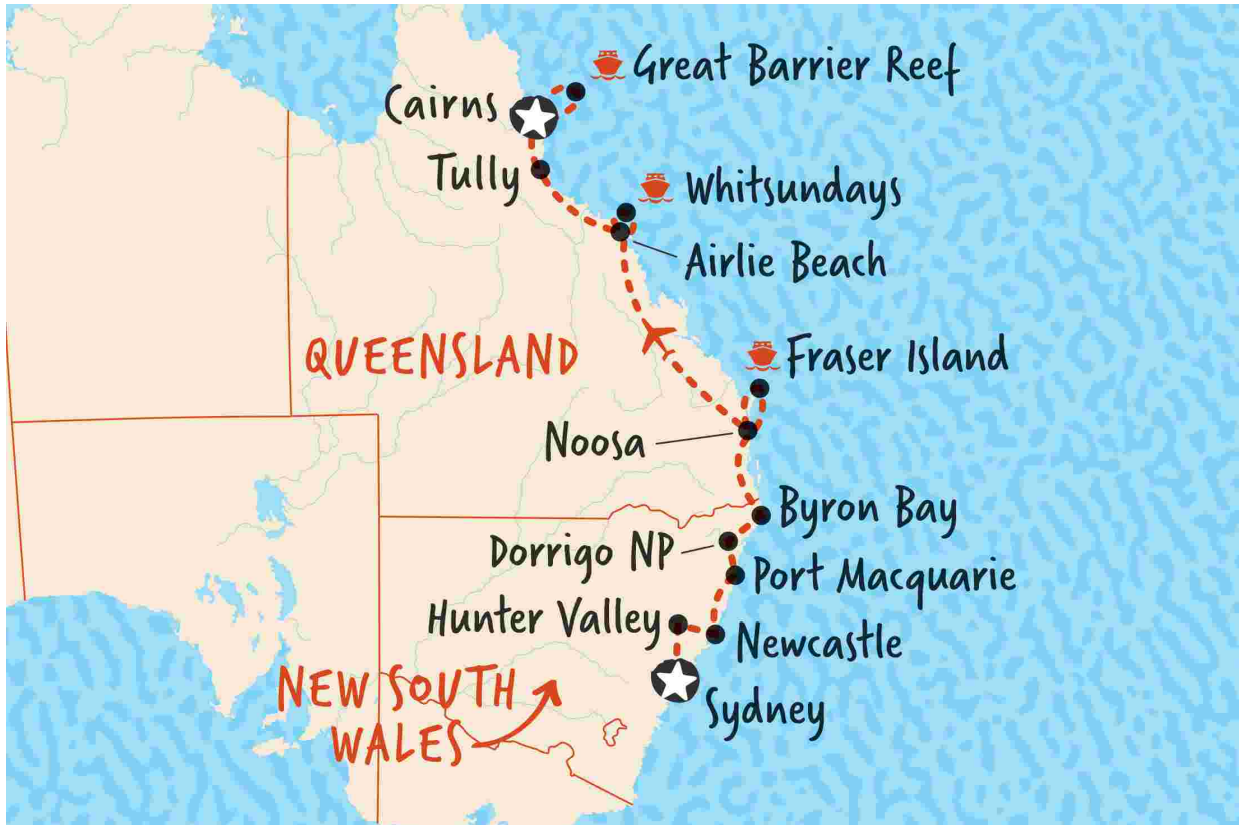 Great Barrier Reef
Cairns
Tully
Whitsundays
Airlie Beach
QUEENSLAND
Fraser Island
Noosa
Byron Bay
Dorrigo NP
Port Macquarie
Hunter Valley
Newcastle
NEW SOUTH
WALES
Sydney